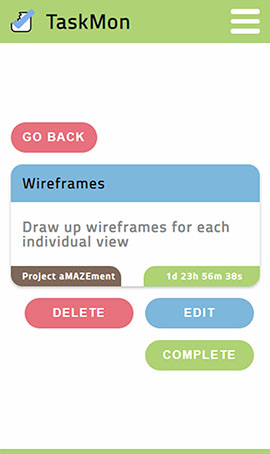 TaskMon
GO BACK
Wireframes
Draw up wireframes for each
individual view
Project aMAZEment
1d 23h 56m 38s
DELETE
EDIT
COMPLETE